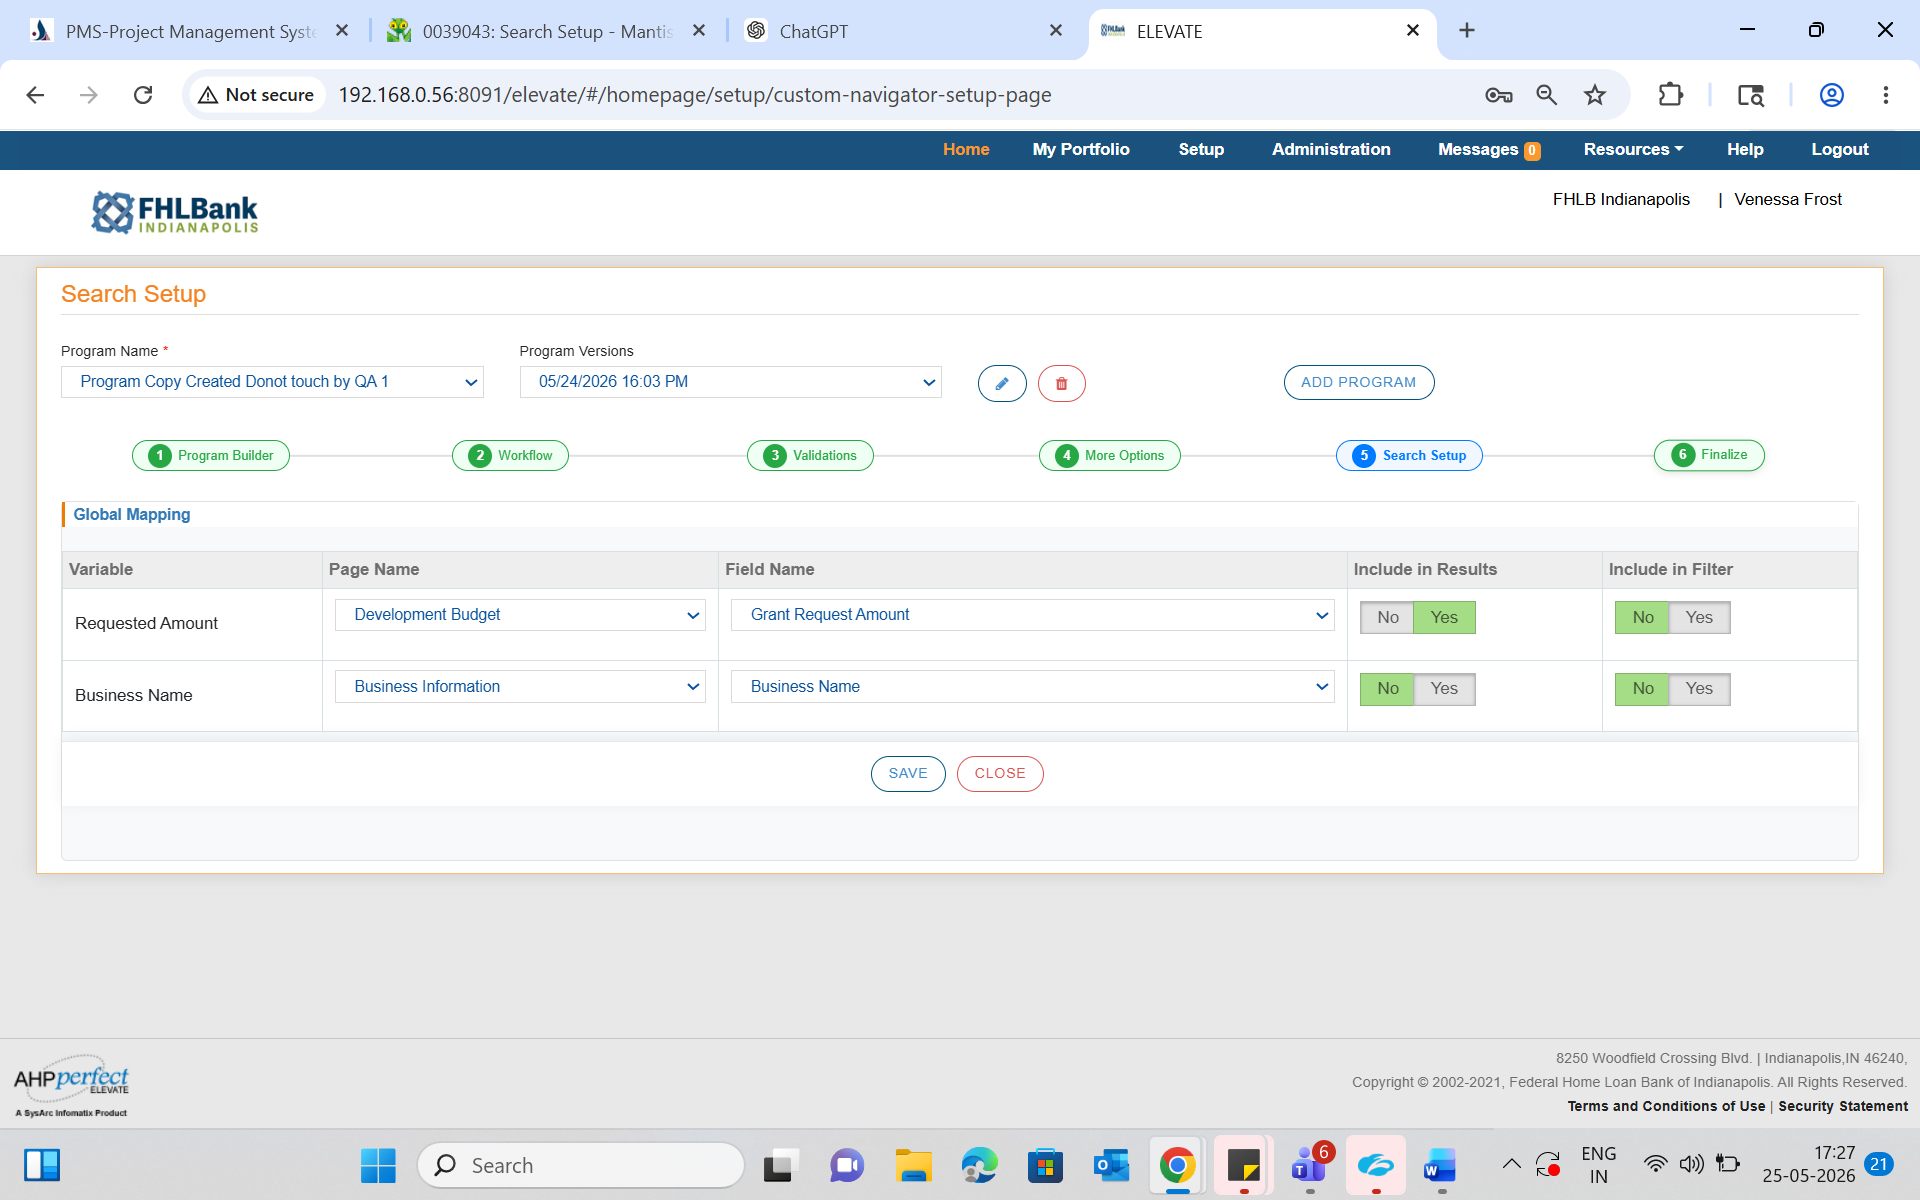 PMS-Project Management Syste
0039043: Search Setup - Mantis
ChatGPT
ELEVATE
Not secure
192.168.0.56:8091/elevate/#/homepage/setup/custom-navigator-setup-page
Home
My Portfolio
Setup
Administration
Messages 0
Resources
Help
Logout
FHLBank
INDIANAPOLIS
FHLB Indianapolis | Venessa Frost
Search Setup
Program Name *
Program Versions
Program Copy Created Donot touch by QA 1
05/24/2026 16:03 PM
ADD PROGRAM
1 Program Builder
2 Workflow
3 Validations
4 More Options
5 Search Setup
6 Finalize
Global Mapping
Variable
Page Name
Field Name
Include in Results
Include in Filter
Requested Amount
Development Budget
Grant Request Amount
No Yes
No Yes
Business Name
Business Information
Business Name
No Yes
No Yes
SAVE
CLOSE
AHPperfect
ELEVATE
A SysArc Infomatix Product
8250 Woodfield Crossing Blvd. | Indianapolis,IN 46240,
Copyright © 2002-2021, Federal Home Loan Bank of Indianapolis. All Rights Reserved.
Terms and Conditions of Use | Security Statement
Search
6
ENG
IN
17:27
25-05-2026
21